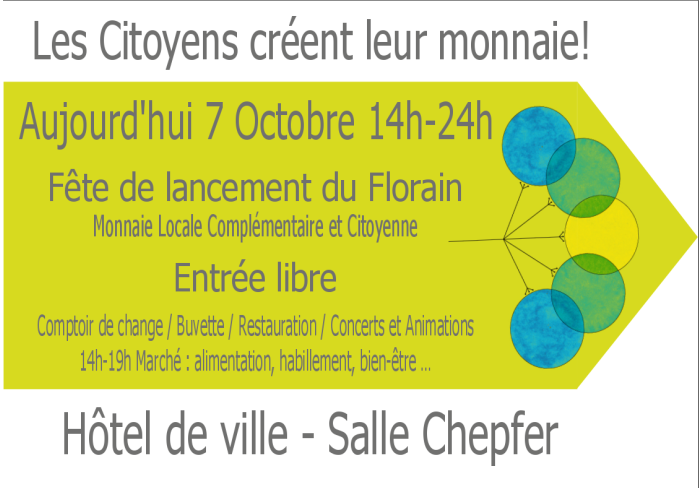 Les Citoyens créent leur monnaie!
Aujourd'hui 7 Octobre 14h-24h
Fête de lancement du Florain
Monnaie Locale Complémentaire et Citoyenne
Entrée libre
Comptoir de change / Buvette / Restauration / Concerts et Animations
14h-19h Marché : alimentation, habillement, bien-être ...
Hôtel de ville - Salle Chepfer